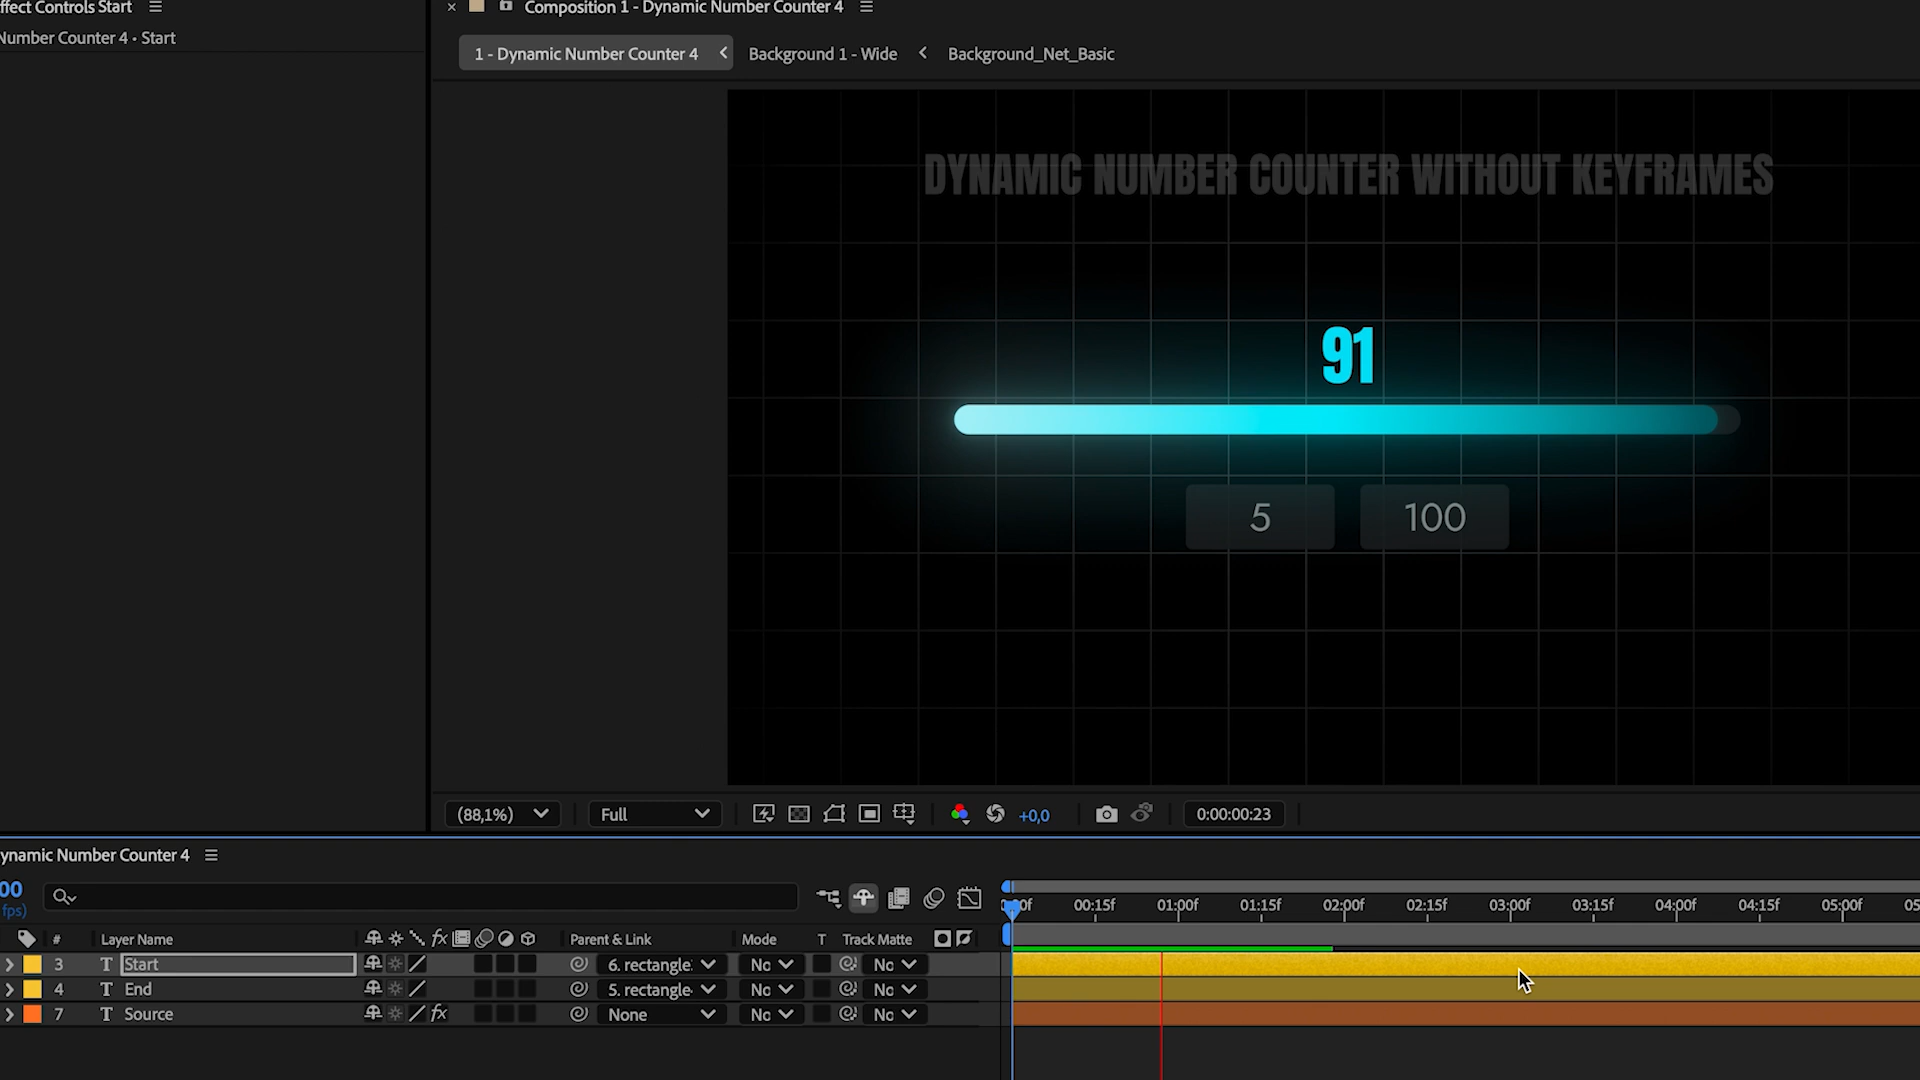 ffect Controls Start
Number Counter 4 • Start
Composition 1 - Dynamic Number Counter 4
1 - Dynamic Number Counter 4
Background 1 - Wide
Background_Net_Basic
DYNAMIC NUMBER COUNTER WITHOUT KEYFRAMES
91
5
100
(88,1%)
Full
+0,0
0:00:00:23
ynamic Number Counter 4
00
fps)
00f 00:15f 01:00f 01:15f 02:00f 02:15f 03:00f 03:15f 04:00f 04:15f 05:00f 05
# Layer Name fx Parent & Link Mode T Track Matte
3 T Start 6. rectangle: No No
4 T End 5. rectangle No No
7 T Source fx None No No